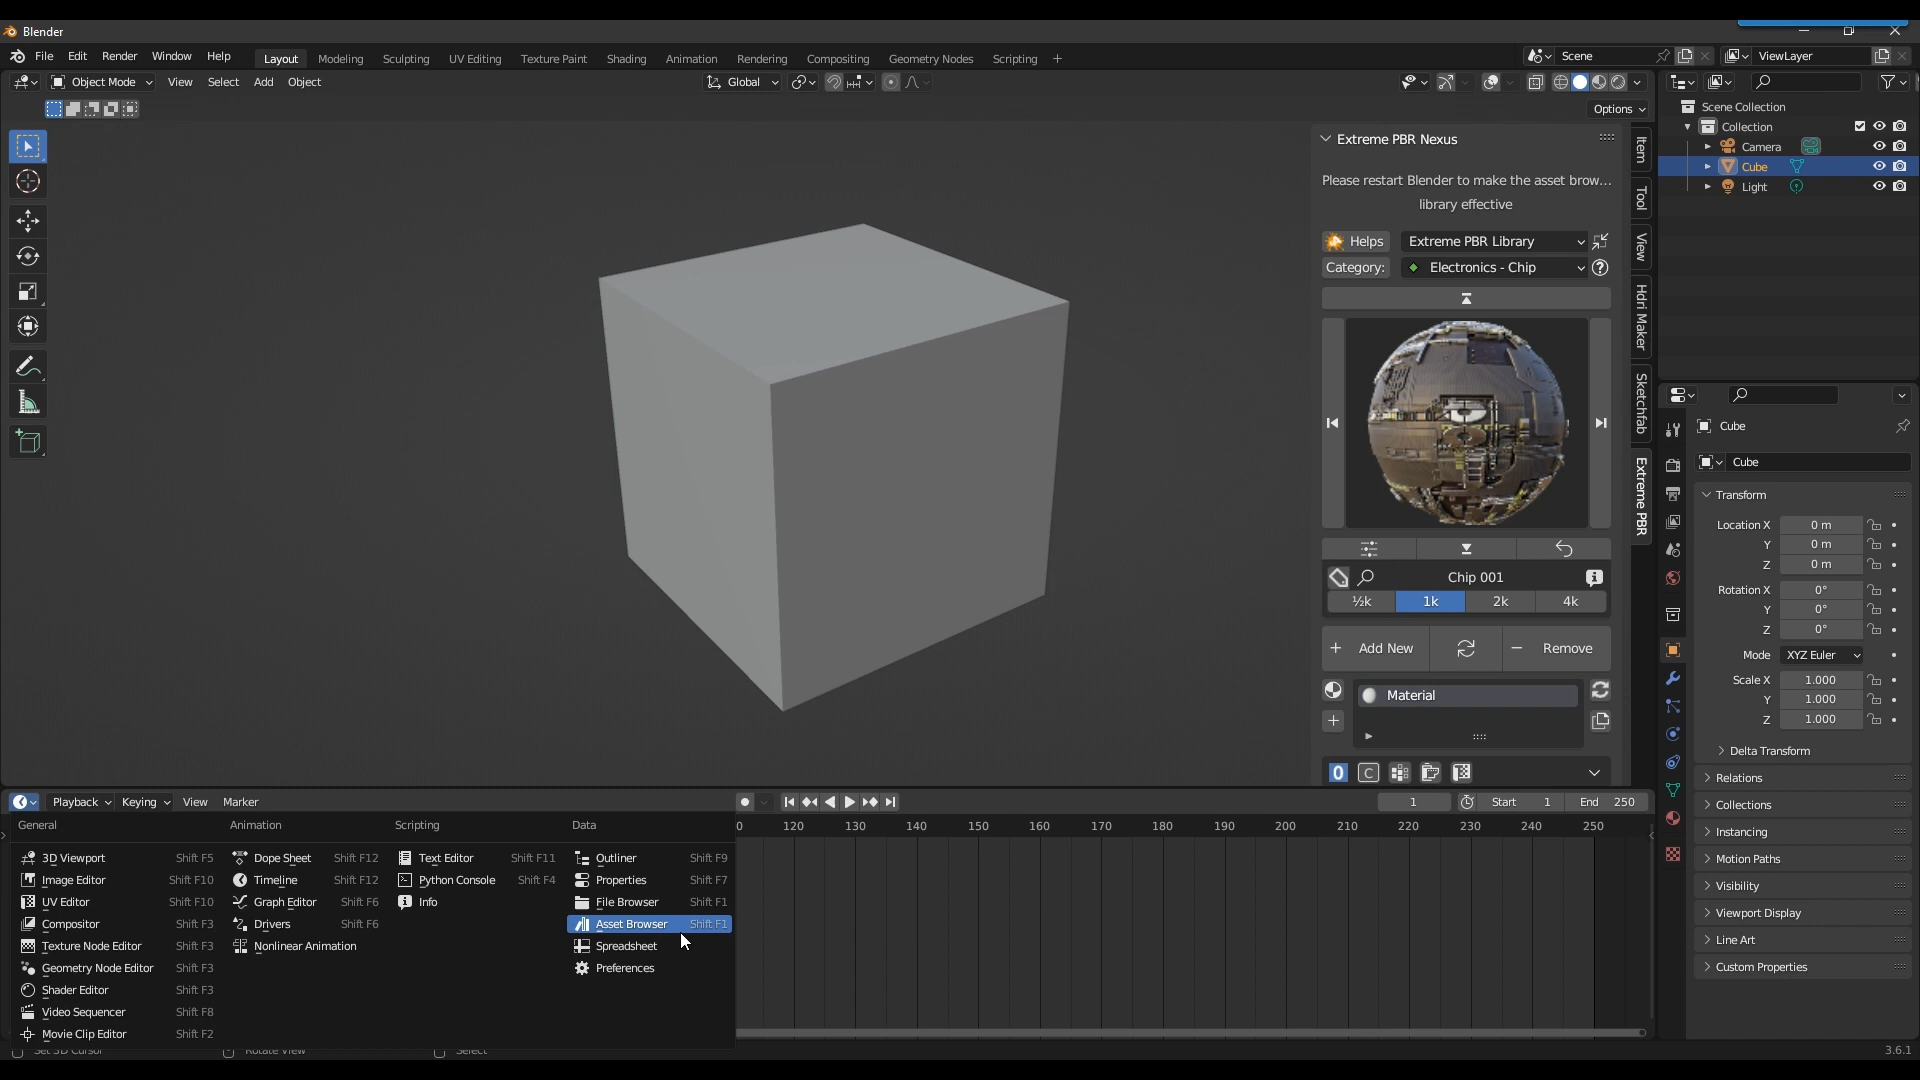 Blender
File Edit Render Window Help Layout Modeling Sculpting UV Editing Texture Paint Shading Animation Rendering Compositing Geometry Nodes Scripting + Scene ViewLayer
Object Mode View Select Add Object Global
Options
Scene Collection
Collection
Camera
Cube
Light
Item
Tool
View
Hdri Maker
Sketchfab
Extreme PBR
Extreme PBR Nexus
Please restart Blender to make the asset brow...
library effective
Helps Extreme PBR Library
Category: Electronics - Chip
Chip 001
½k 1k 2k 4k
+ Add New − Remove
Material
0 C
Cube
Cube
Transform
Location X 0 m
Y 0 m
Z 0 m
Rotation X 0°
Y 0°
Z 0°
Mode XYZ Euler
Scale X 1.000
Y 1.000
Z 1.000
Delta Transform
Relations
Collections
Instancing
Motion Paths
Visibility
Viewport Display
Line Art
Custom Properties
Playback Keying View Marker 1 Start 1 End 250
0 120 130 140 150 160 170 180 190 200 210 220 230 240 250
General Animation Scripting Data
3D Viewport Shift F5 Dope Sheet Shift F12 Text Editor Shift F11 Outliner Shift F9
Image Editor Shift F10 Timeline Shift F12 Python Console Shift F4 Properties Shift F7
UV Editor Shift F10 Graph Editor Shift F6 Info File Browser Shift F1
Compositor Shift F3 Drivers Shift F6 Asset Browser Shift F1
Texture Node Editor Shift F3 Nonlinear Animation Spreadsheet
Geometry Node Editor Shift F3 Preferences
Shader Editor Shift F3
Video Sequencer Shift F8
Movie Clip Editor Shift F2
Set 3D Cursor Rotate View Select 3.6.1